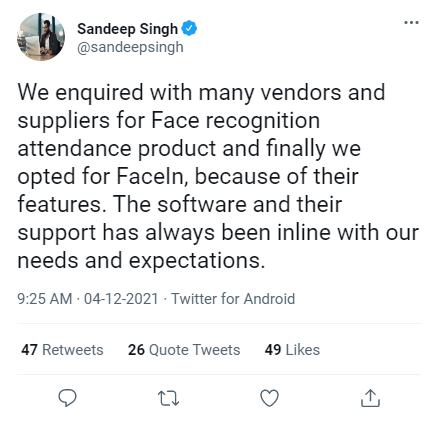 Sandeep Singh
@sandeepsingh
We enquired with many vendors and
suppliers for Face recognition
attendance product and finally we
opted for FaceIn, because of their
features. The software and their
support has always been inline with our
needs and expectations.
9:25 AM · 04-12-2021 · Twitter for Android
47 Retweets 26 Quote Tweets 49 Likes